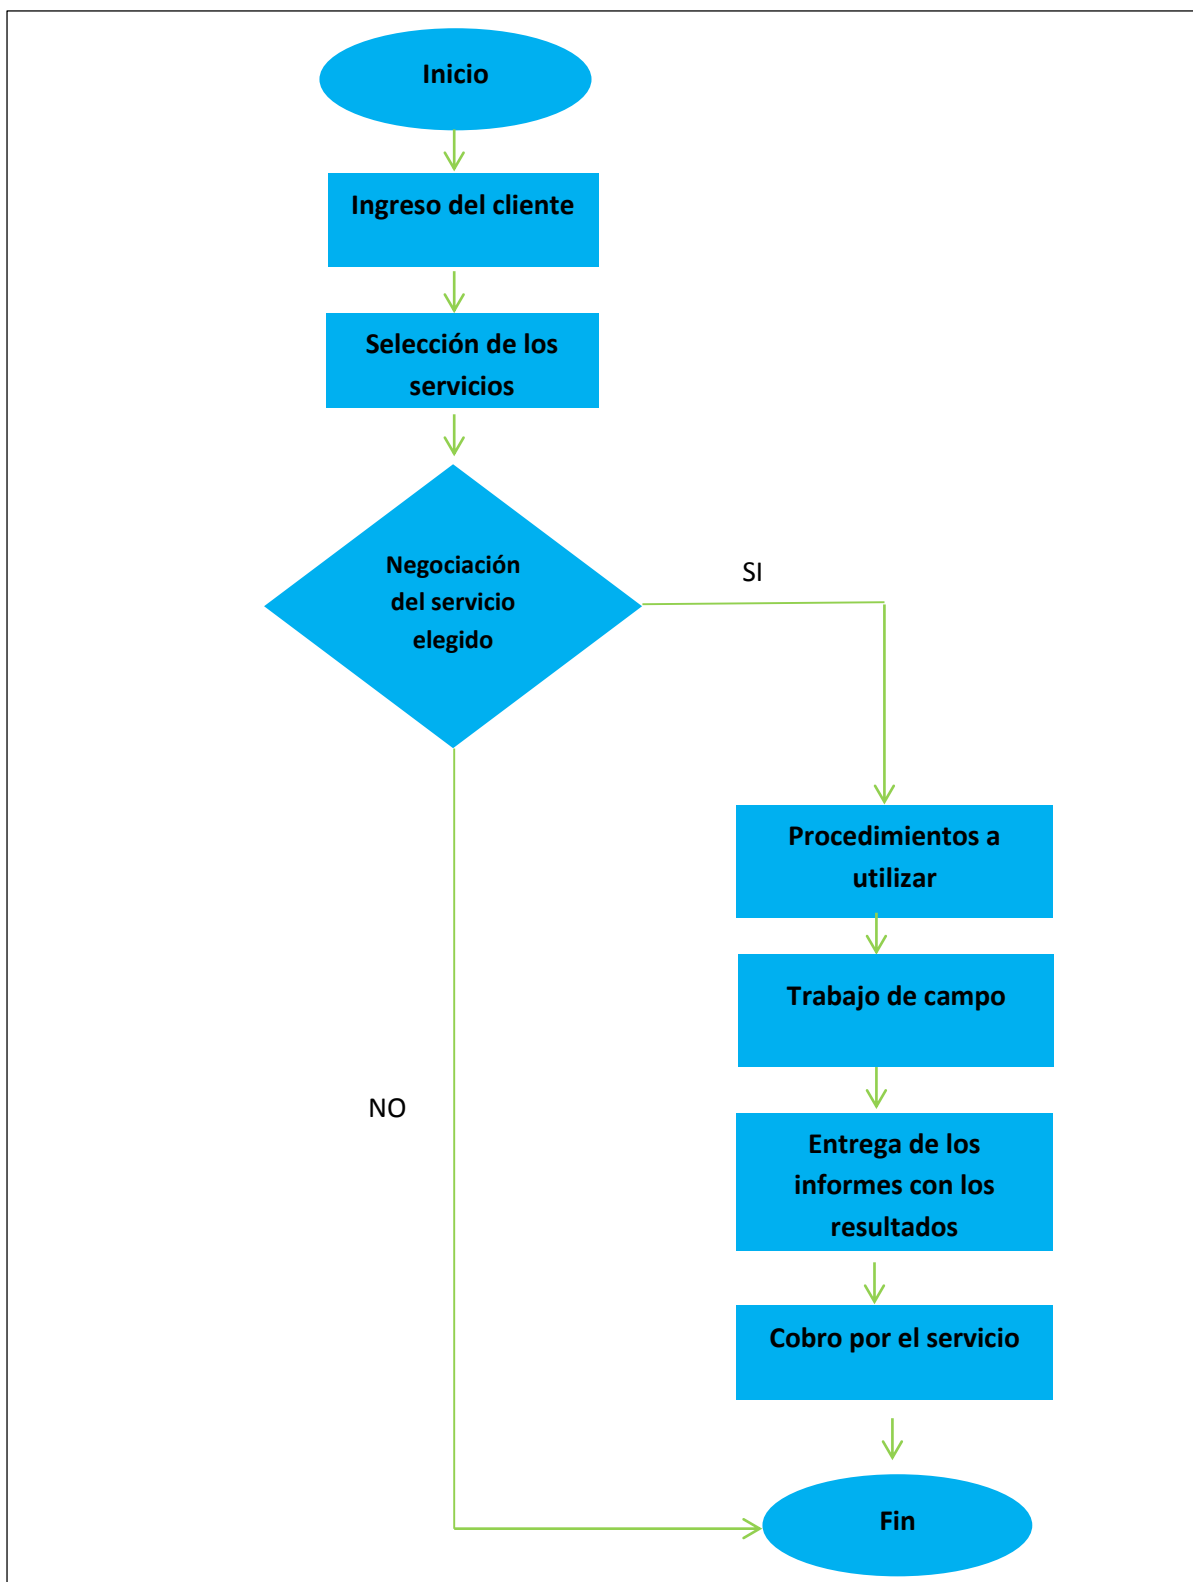 Inicio
Ingreso del cliente
Selección de los
servicios
Negociación
del servicio
elegido
SI
Procedimientos a
utilizar
Trabajo de campo
NO
Entrega de los
informes con los
resultados
Cobro por el servicio
Fin